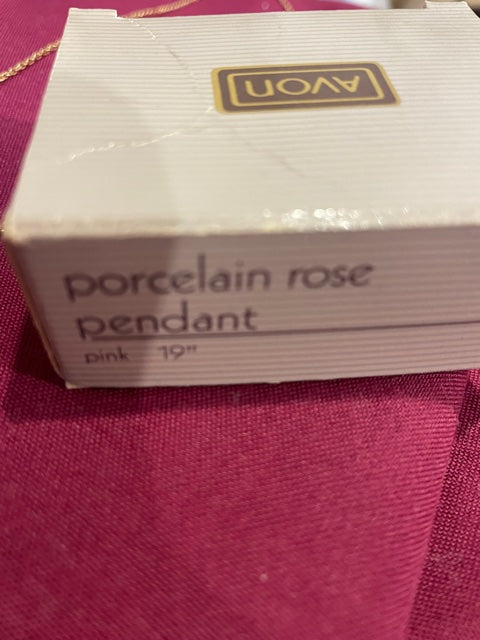 AVON
porcelain rose
pendant
pink 19"